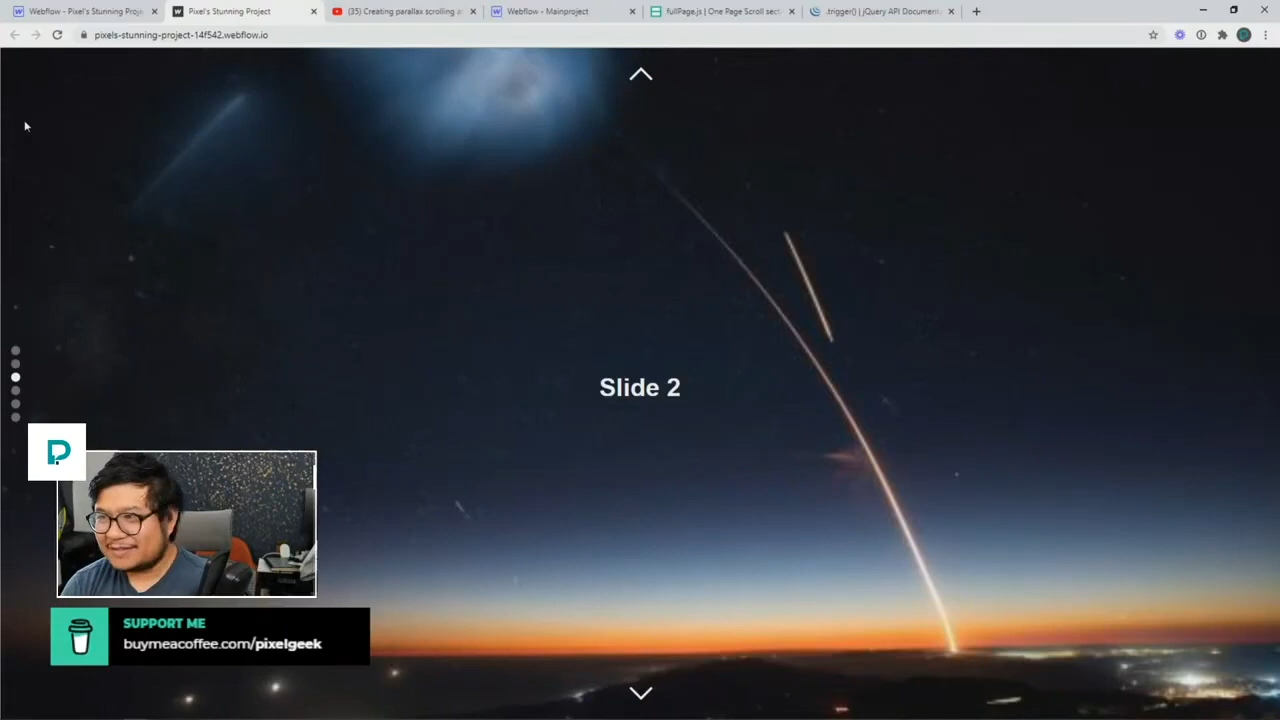 Webflow - Pixel's Stunning Proje
Pixel's Stunning Project
(35) Creating parallax scrolling a
Webflow - Mainproject
fullPage.js | One Page Scroll sect
.trigger() | jQuery API Document
pixels-stunning-project-14f542.webflow.io
Slide 2
SUPPORT ME
buymeacoffee.com/pixelgeek